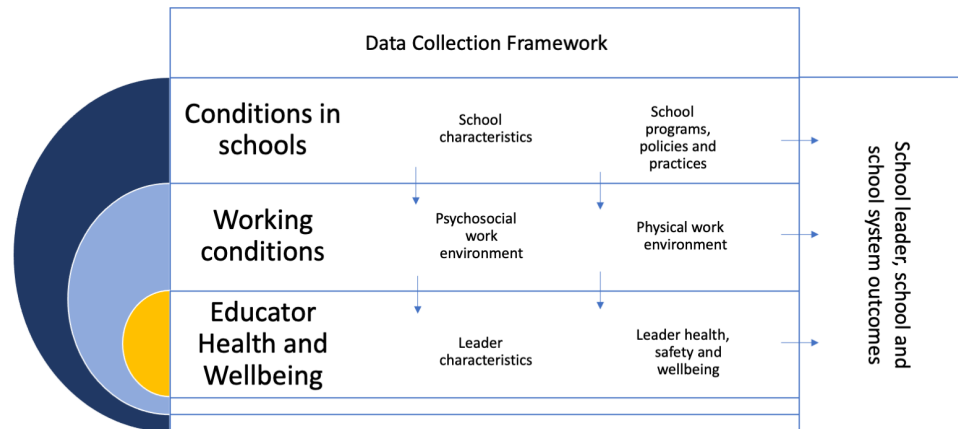 Data Collection Framework
Conditions in
schools
School
characteristics
School
programs,
policies and
practices
Working
conditions
Psychosocial
work
environment
Physical work
environment
Educator
Health and
Wellbeing
Leader
characteristics
Leader health,
safety and
wellbeing
School leader, school and
school system outcomes